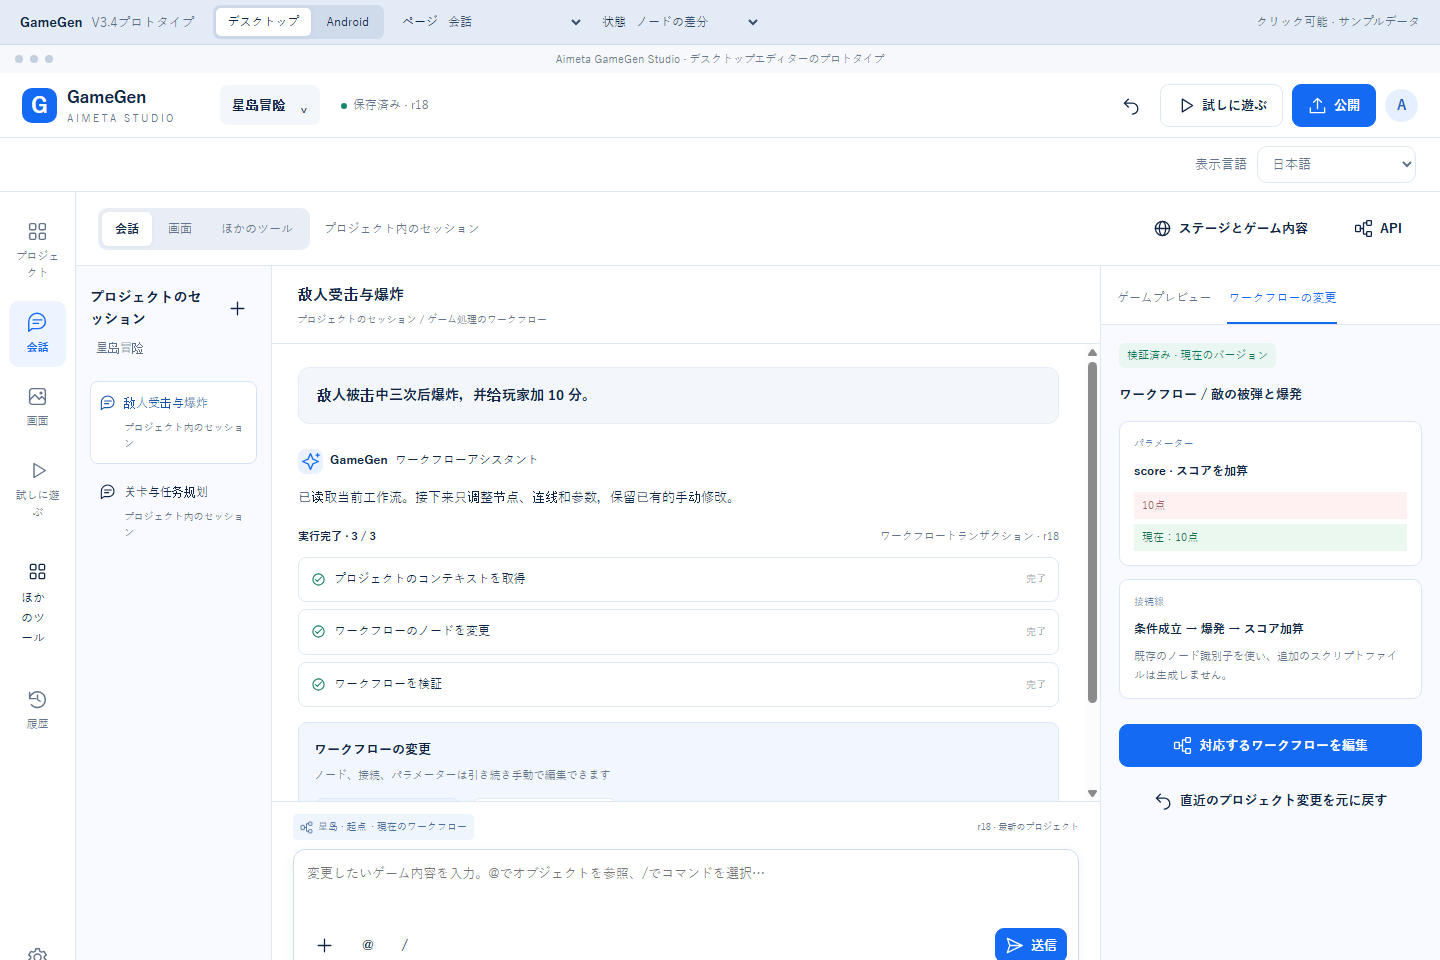 GameGen V3.4プロトタイプ デスクトップ Android ページ 会話 状態 ノードの差分 クリック可能 · サンプルデータ
Aimeta GameGen Studio · デスクトップエディターのプロトタイプ
G GameGen
AIMETA STUDIO
星岛冒险
保存済み · r18
試しに遊ぶ
公開
A
表示言語 日本語
会話 画面 ほかのツール プロジェクト内のセッション
ステージとゲーム内容
API
プロジェ
クト
会話
画面
試しに遊
ぶ
ほか
のツ
ール
履歴
プロジェクトのセ
ッション
星岛冒险
敌人受击与爆炸
プロジェクト内のセッショ
ン
关卡与任务规划
プロジェクト内のセッショ
ン
敌人受击与爆炸
プロジェクトのセッション / ゲーム処理のワークフロー
敌人被击中三次后爆炸，并给玩家加 10 分。
GameGen ワークフローアシスタント
已读取当前工作流。接下来只调整节点、连线和参数，保留已有的手动修改。
実行完了 · 3 / 3
ワークフロートランザクション · r18
プロジェクトのコンテキストを取得 完了
ワークフローのノードを変更 完了
ワークフローを検証 完了
ワークフローの変更
ノード、接続、パラメーターは引き続き手動で編集できます
星岛 · 起点 · 現在のワークフロー
r18 · 最新のプロジェクト
変更したいゲーム内容を入力。@でオブジェクトを参照、/でコマンドを選択…
@ /
送信
ゲームプレビュー ワークフローの変更
検証済み · 現在のバージョン
ワークフロー / 敵の被弾と爆発
パラメーター
score · スコアを加算
10点
現在：10点
接続線
条件成立 → 爆発 → スコア加算
既存のノード識別子を使い、追加のスクリプトファイ
ルは生成しません。
対応するワークフローを編集
直近のプロジェクト変更を元に戻す